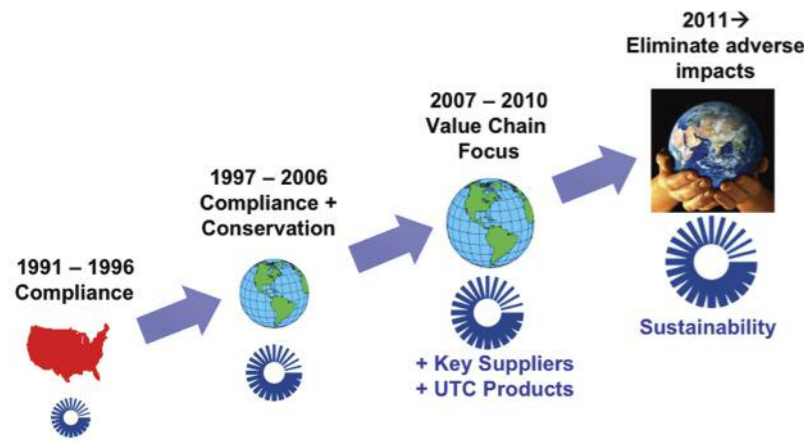 1991 – 1996
Compliance
1997 – 2006
Compliance +
Conservation
2007 – 2010
Value Chain
Focus
+ Key Suppliers
+ UTC Products
2011→
Eliminate adverse
impacts
Sustainability